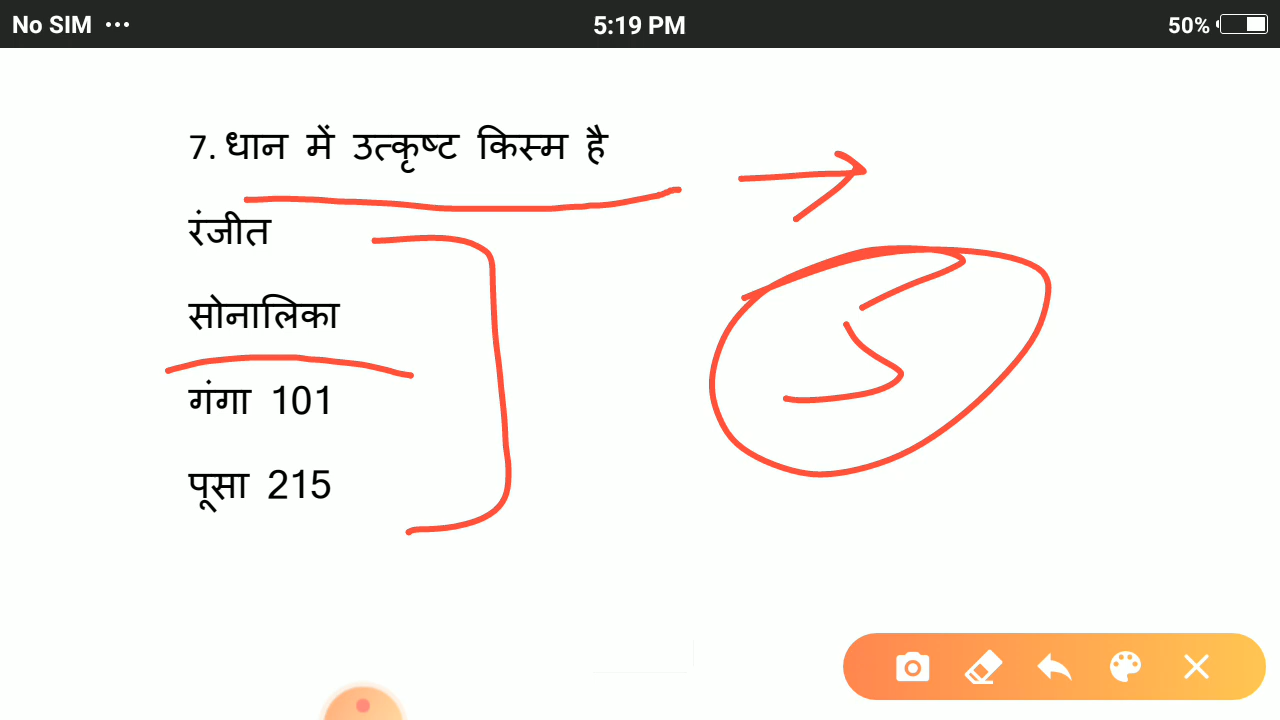 No SIM ••• 5:19 PM 50%
7. धान में उत्कृष्ट किस्म है
रंजीत
सोनालिका
गंगा 101
पूसा 215